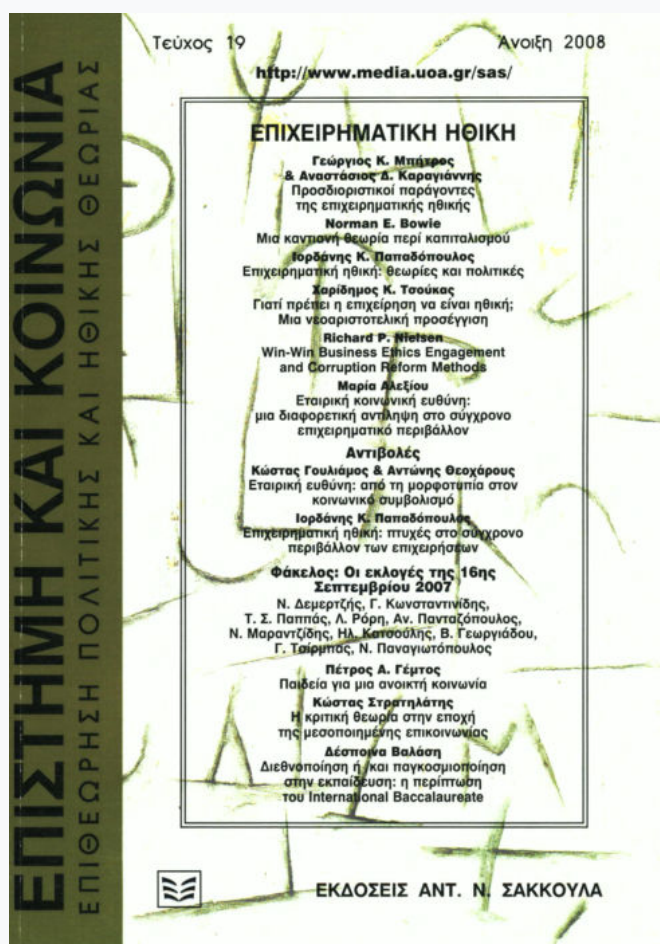 ΕΠΙΣΤΗΜΗ ΚΑΙ ΚΟΙΝΩΝΙΑ
ΕΠΙΘΕΩΡΗΣΗ ΠΟΛΙΤΙΚΗΣ ΚΑΙ ΗΘΙΚΗΣ ΘΕΩΡΙΑΣ
Τεύχος 19 Άνοιξη 2008
http://www.media.uoa.gr/sas/
ΕΠΙΧΕΙΡΗΜΑΤΙΚΗ ΗΘΙΚΗ
Γεώργιος Κ. Μπήτρος
& Αναστάσιος Δ. Καραγιάννης
Προσδιοριστικοί παράγοντες
της επιχειρηματικής ηθικής
Norman E. Bowie
Μια καντιανή θεωρία περί καπιταλισμού
Ιορδάνης Κ. Παπαδόπουλος
Επιχειρηματική ηθική: θεωρίες και πολιτικές
Χαρίδημος Κ. Τσούκας
Γιατί πρέπει η επιχείρηση να είναι ηθική;
Μια νεοαριστοτελική προσέγγιση
Richard P. Nielsen
Win-Win Business Ethics Engagement
and Corruption Reform Methods
Μαρία Αλεξίου
Εταιρική κοινωνική ευθύνη:
μια διαφορετική αντίληψη στο σύγχρονο
επιχειρηματικό περιβάλλον
Αντιβολές
Κώστας Γουλιάμος & Αντώνης Θεοχάρους
Εταιρική ευθύνη: από τη μορφοτυπία στον
κοινωνικό συμβολισμό
Ιορδάνης Κ. Παπαδόπουλος
Επιχειρηματική ηθική: πτυχές στο σύγχρονο
περιβάλλον των επιχειρήσεων
Φάκελος: Οι εκλογές της 16ης
Σεπτεμβρίου 2007
Ν. Δεμερτζής, Γ. Κωνσταντινίδης,
Τ. Σ. Παππάς, Λ. Ρόρη, Αν. Πανταζόπουλος,
Ν. Μαραντζίδης, Ηλ. Κατσούλης, Β. Γεωργιάδου,
Γ. Τσίρμπας, Ν. Παναγιωτόπουλος
Πέτρος Α. Γέμτος
Παιδεία για μια ανοικτή κοινωνία
Κώστας Στρατηλάτης
Η κριτική θεωρία στην εποχή
της μεσοποιημένης επικοινωνίας
Δέσποινα Βαλάση
Διεθνοποίηση ή /και παγκοσμιοποίηση
στην εκπαίδευση: η περίπτωση
του International Baccalaureate
ΕΚΔΟΣΕΙΣ ΑΝΤ. Ν. ΣΑΚΚΟΥΛΑ